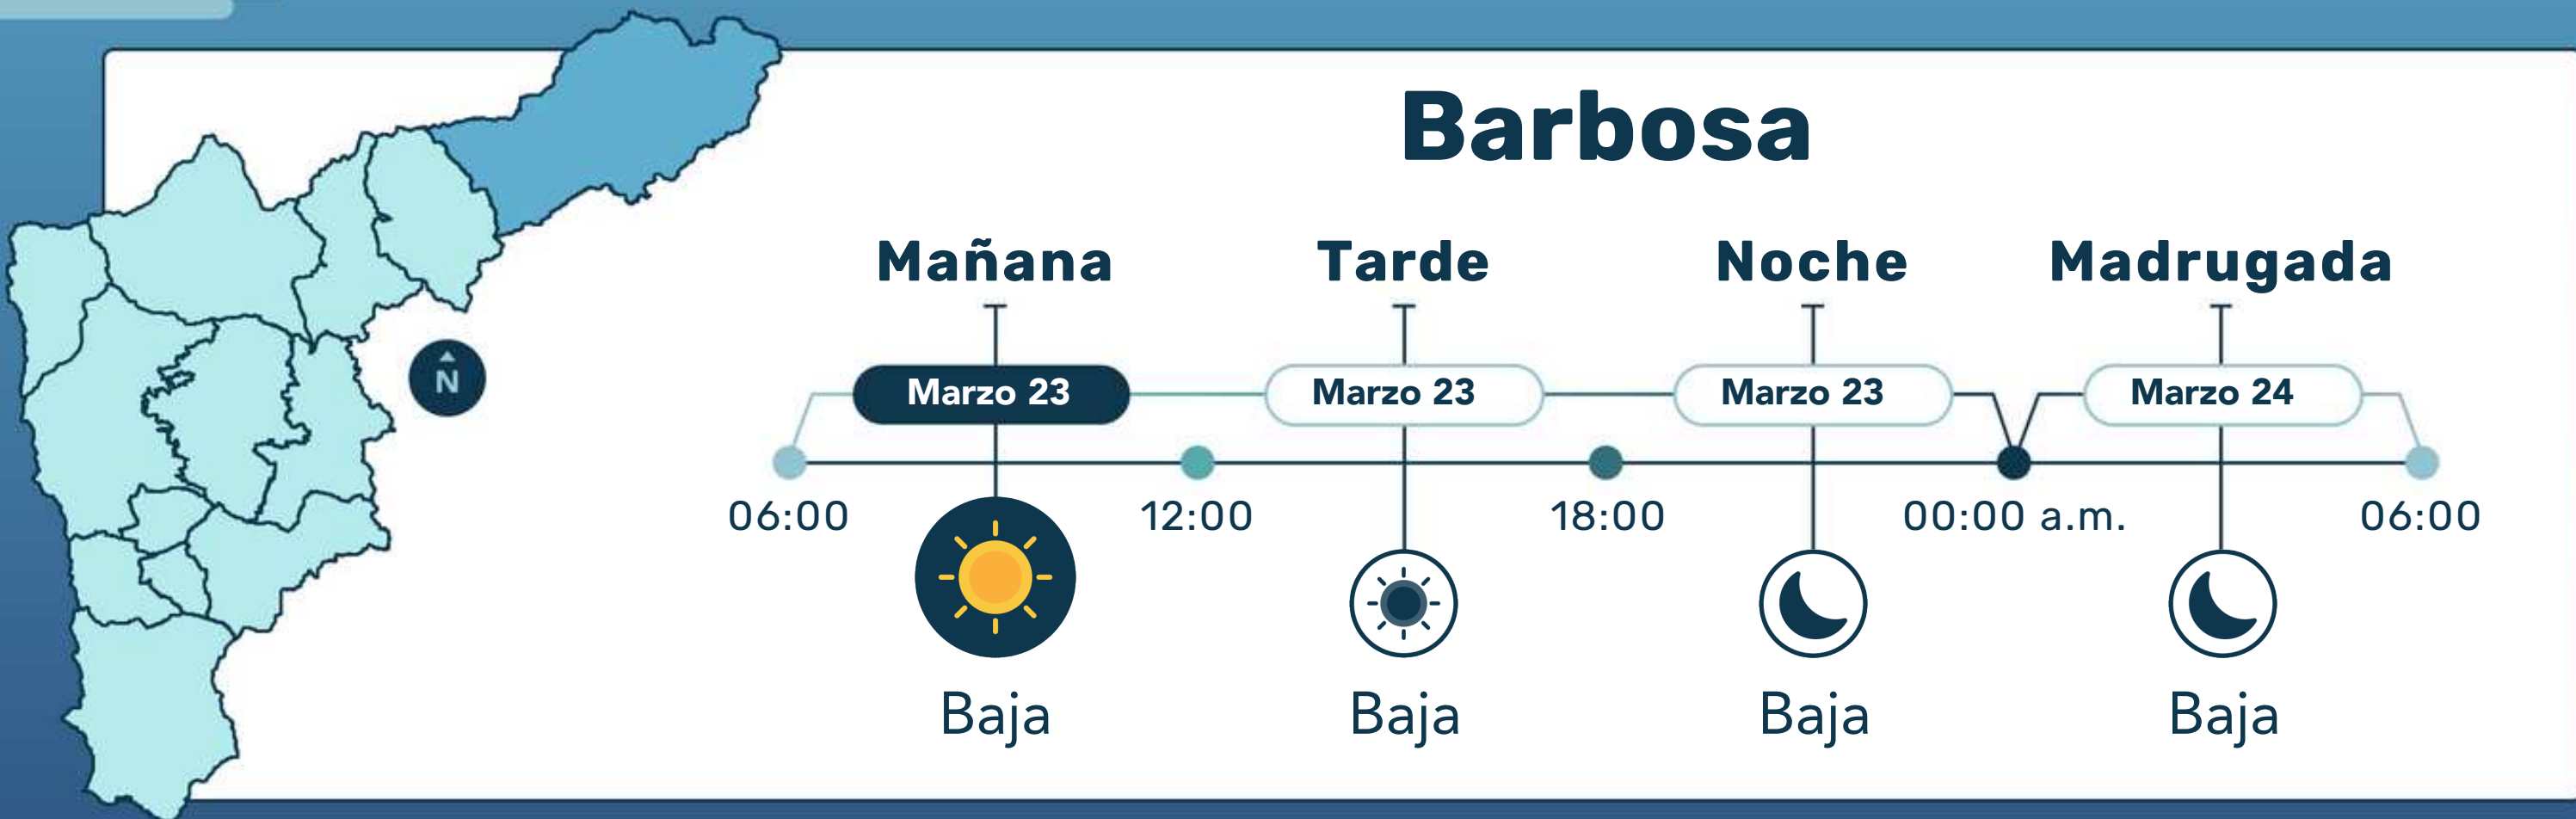 Barbosa
Mañana Tarde Noche Madrugada
Marzo 23 Marzo 23 Marzo 23 Marzo 24
N
06:00 12:00 18:00 00:00 a.m. 06:00
Baja Baja Baja Baja